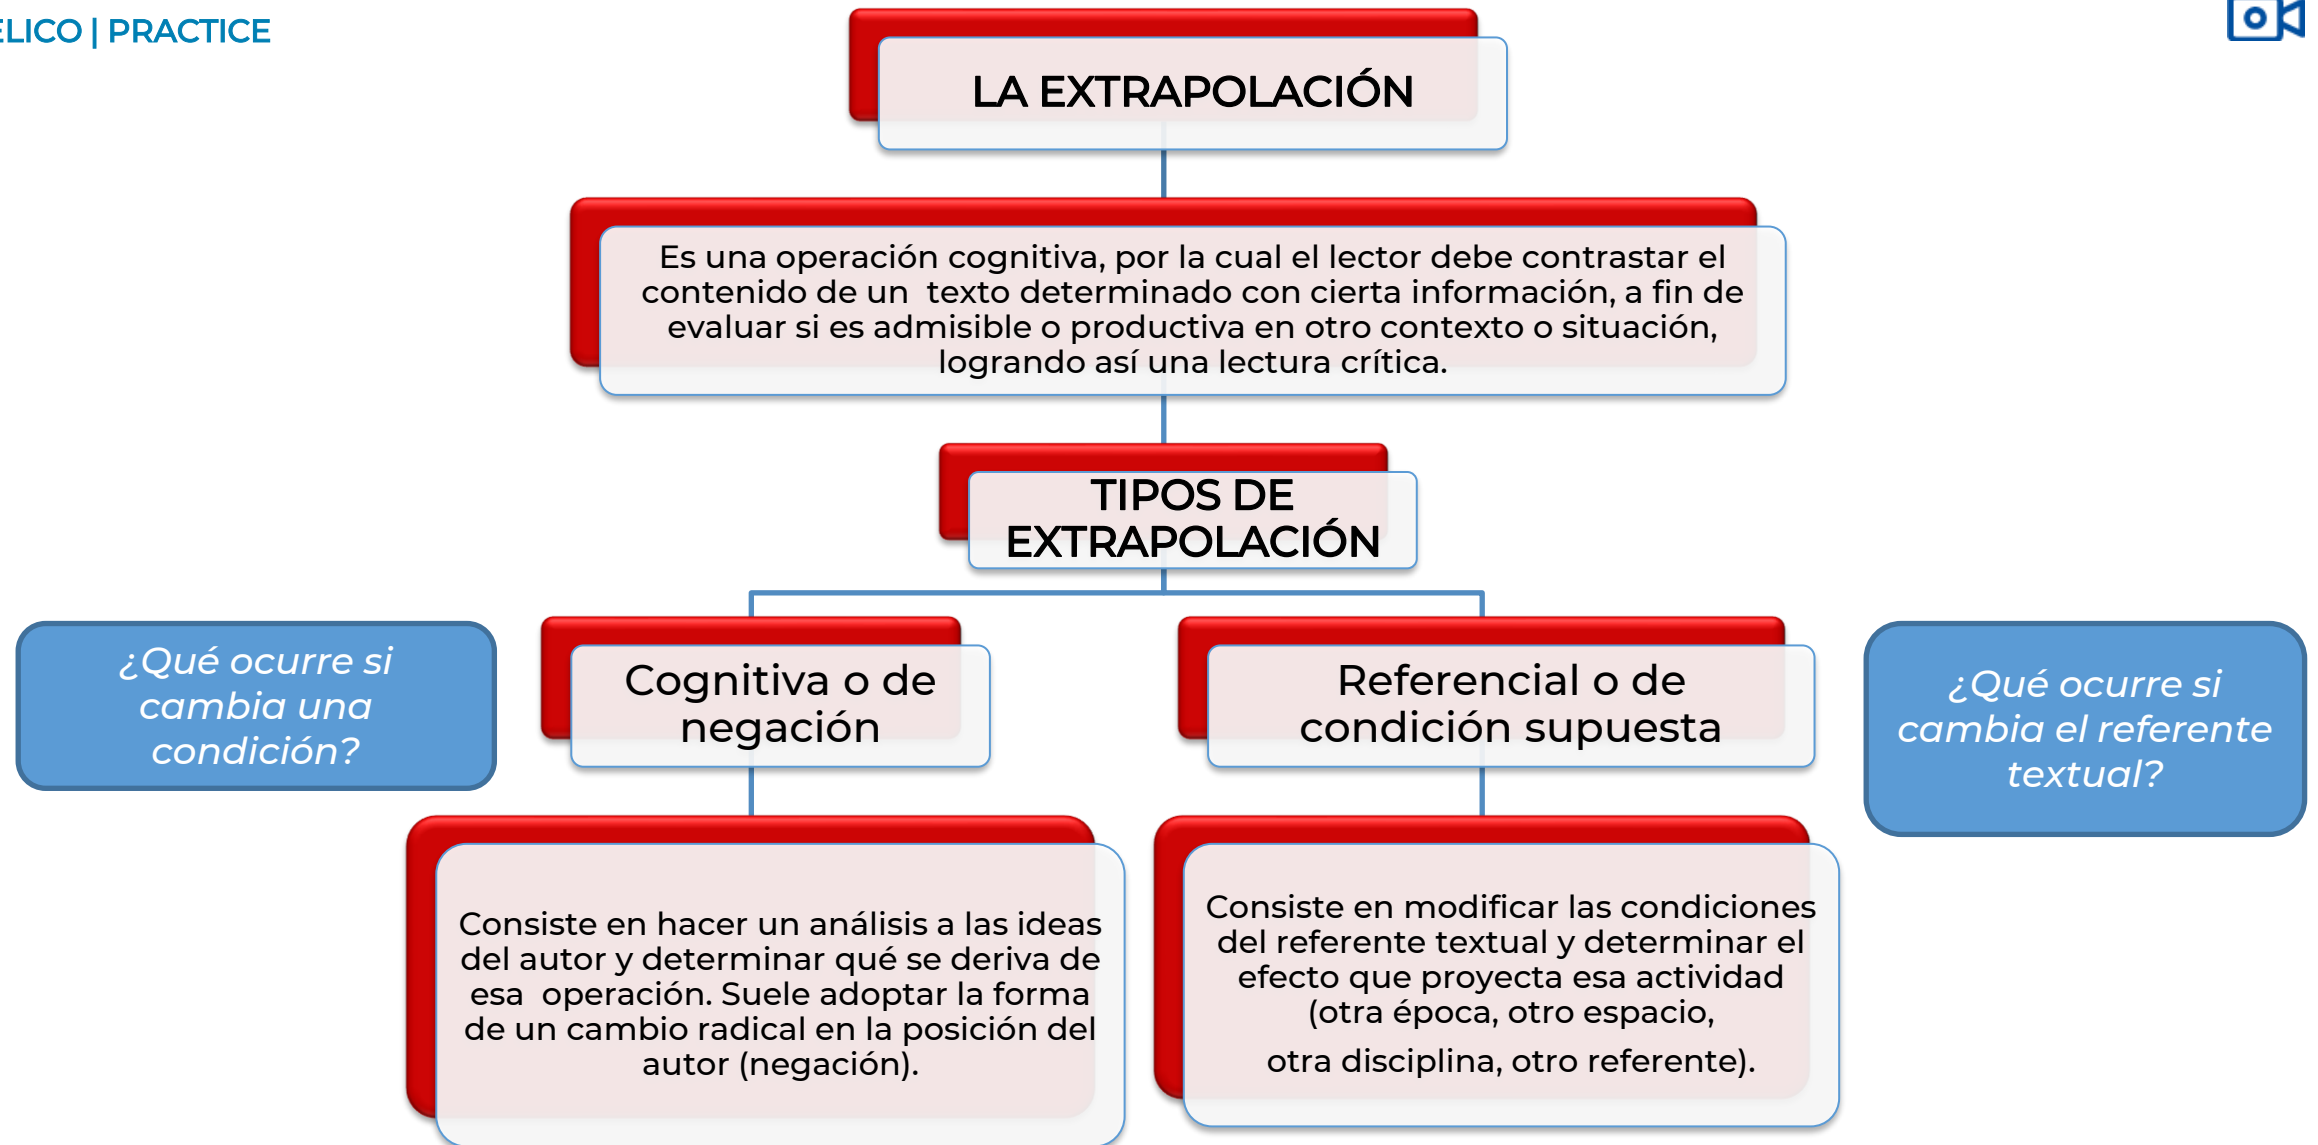 ELICO | PRACTICE
LA EXTRAPOLACIÓN
Es una operación cognitiva, por la cual el lector debe contrastar el
contenido de un texto determinado con cierta información, a fin de
evaluar si es admisible o productiva en otro contexto o situación,
logrando así una lectura crítica.
TIPOS DE
EXTRAPOLACIÓN
¿Qué ocurre si
cambia una
condición?
Cognitiva o de
negación
Referencial o de
condición supuesta
¿Qué ocurre si
cambia el referente
textual?
Consiste en hacer un análisis a las ideas
del autor y determinar qué se deriva de
esa operación. Suele adoptar la forma
de un cambio radical en la posición del
autor (negación).
Consiste en modificar las condiciones
del referente textual y determinar el
efecto que proyecta esa actividad
(otra época, otro espacio,
otra disciplina, otro referente).